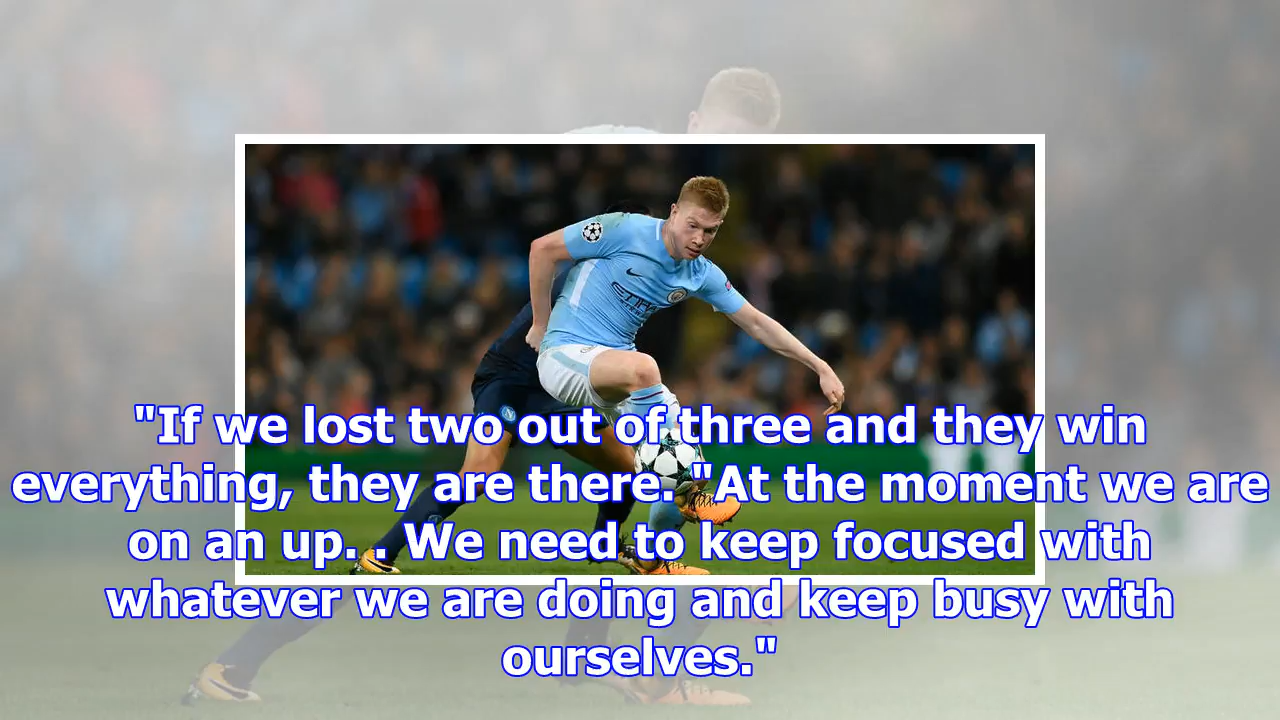 "If we lost two out of three and they win
everything, they are there. "At the moment we are
on an up. . We need to keep focused with
whatever we are doing and keep busy with
ourselves."